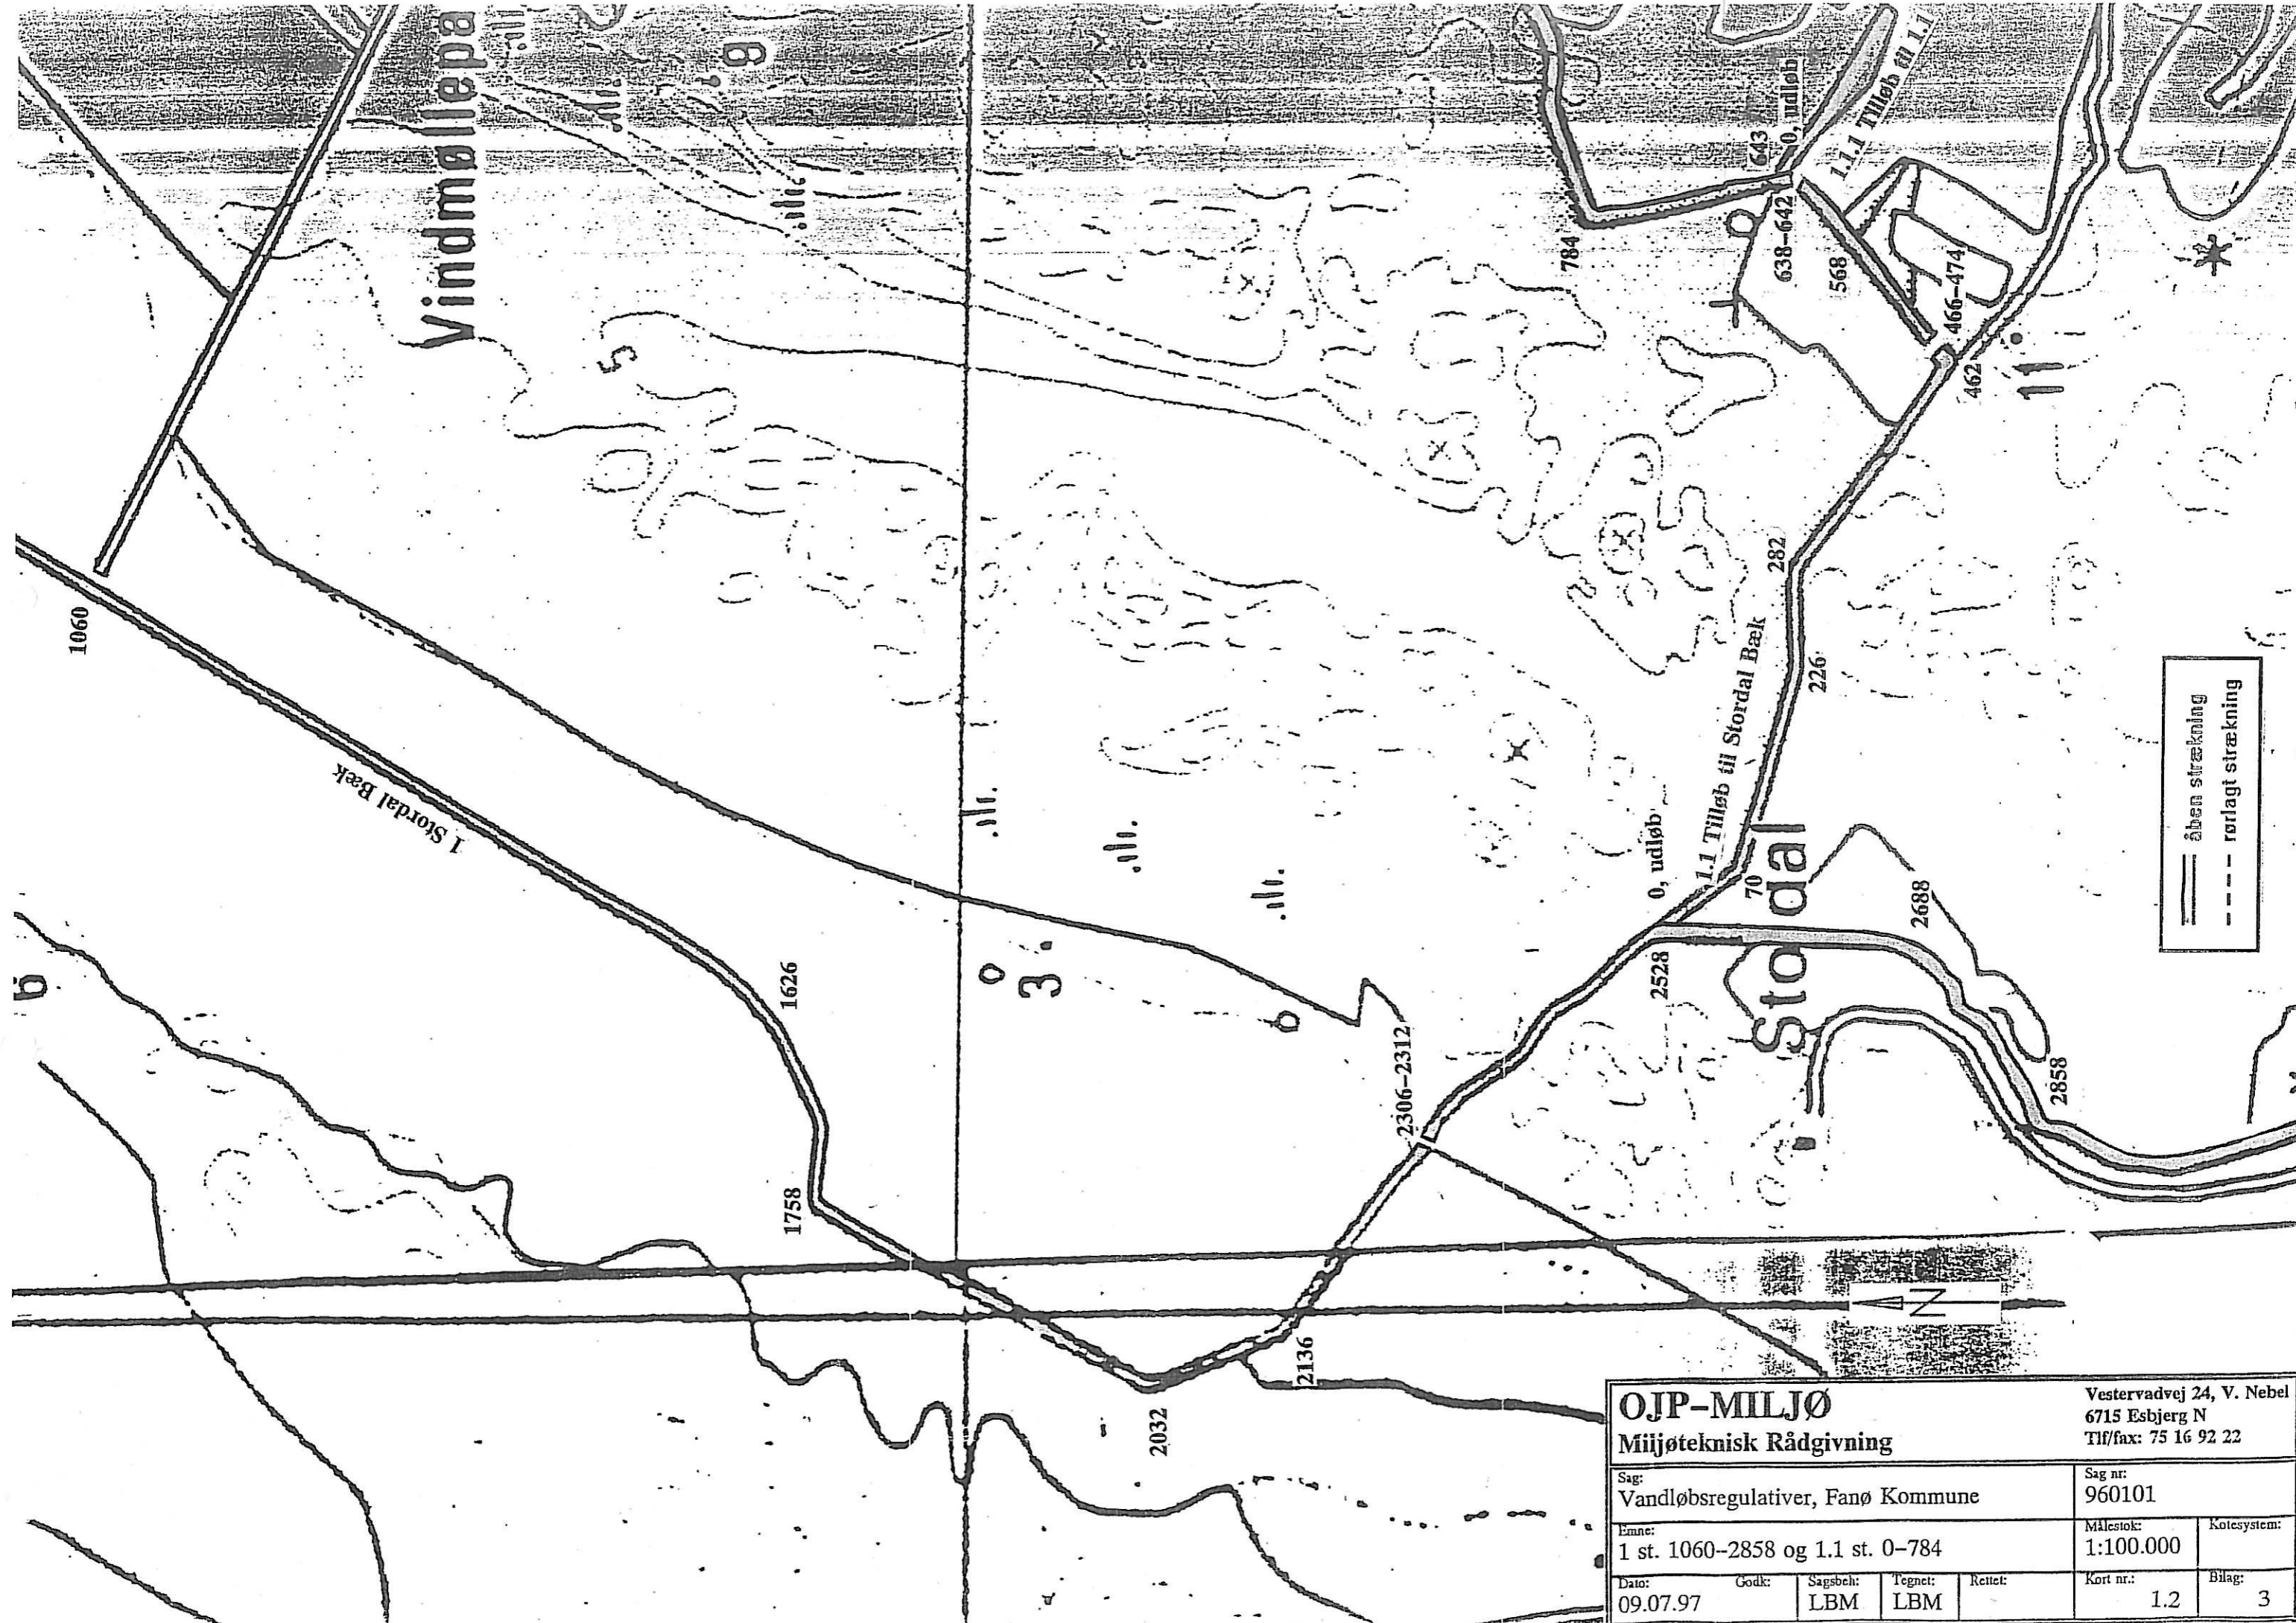 Vindmøllepa
9
5
6
1060
1 Stordal Bæk
1626
1758
3
2032
2136
2306-2312
2528
0, udløb
1.1 Tilløb til Stordal Bæk
70
Stordal
2688
2858
226
282
462
466-474
11
568
638-642
643
0, udløb
1.1.1 Tilløb til 1.1
784
åben strækning
rørlagt strækning
N
OJP-MILJØ
Miljøteknisk Rådgivning
Vestervadvej 24, V. Nebel
6715 Esbjerg N
Tlf/fax: 75 16 92 22
Sag:
Vandløbsregulativer, Fanø Kommune
Sag nr:
960101
Emne:
1 st. 1060-2858 og 1.1 st. 0-784
Målestok:
1:100.000
Kotesystem:
Dato:
09.07.97
Godk:
Sagsbeh:
LBM
Tegnet:
LBM
Rettet:
Kort nr.:
1.2
Bilag:
3